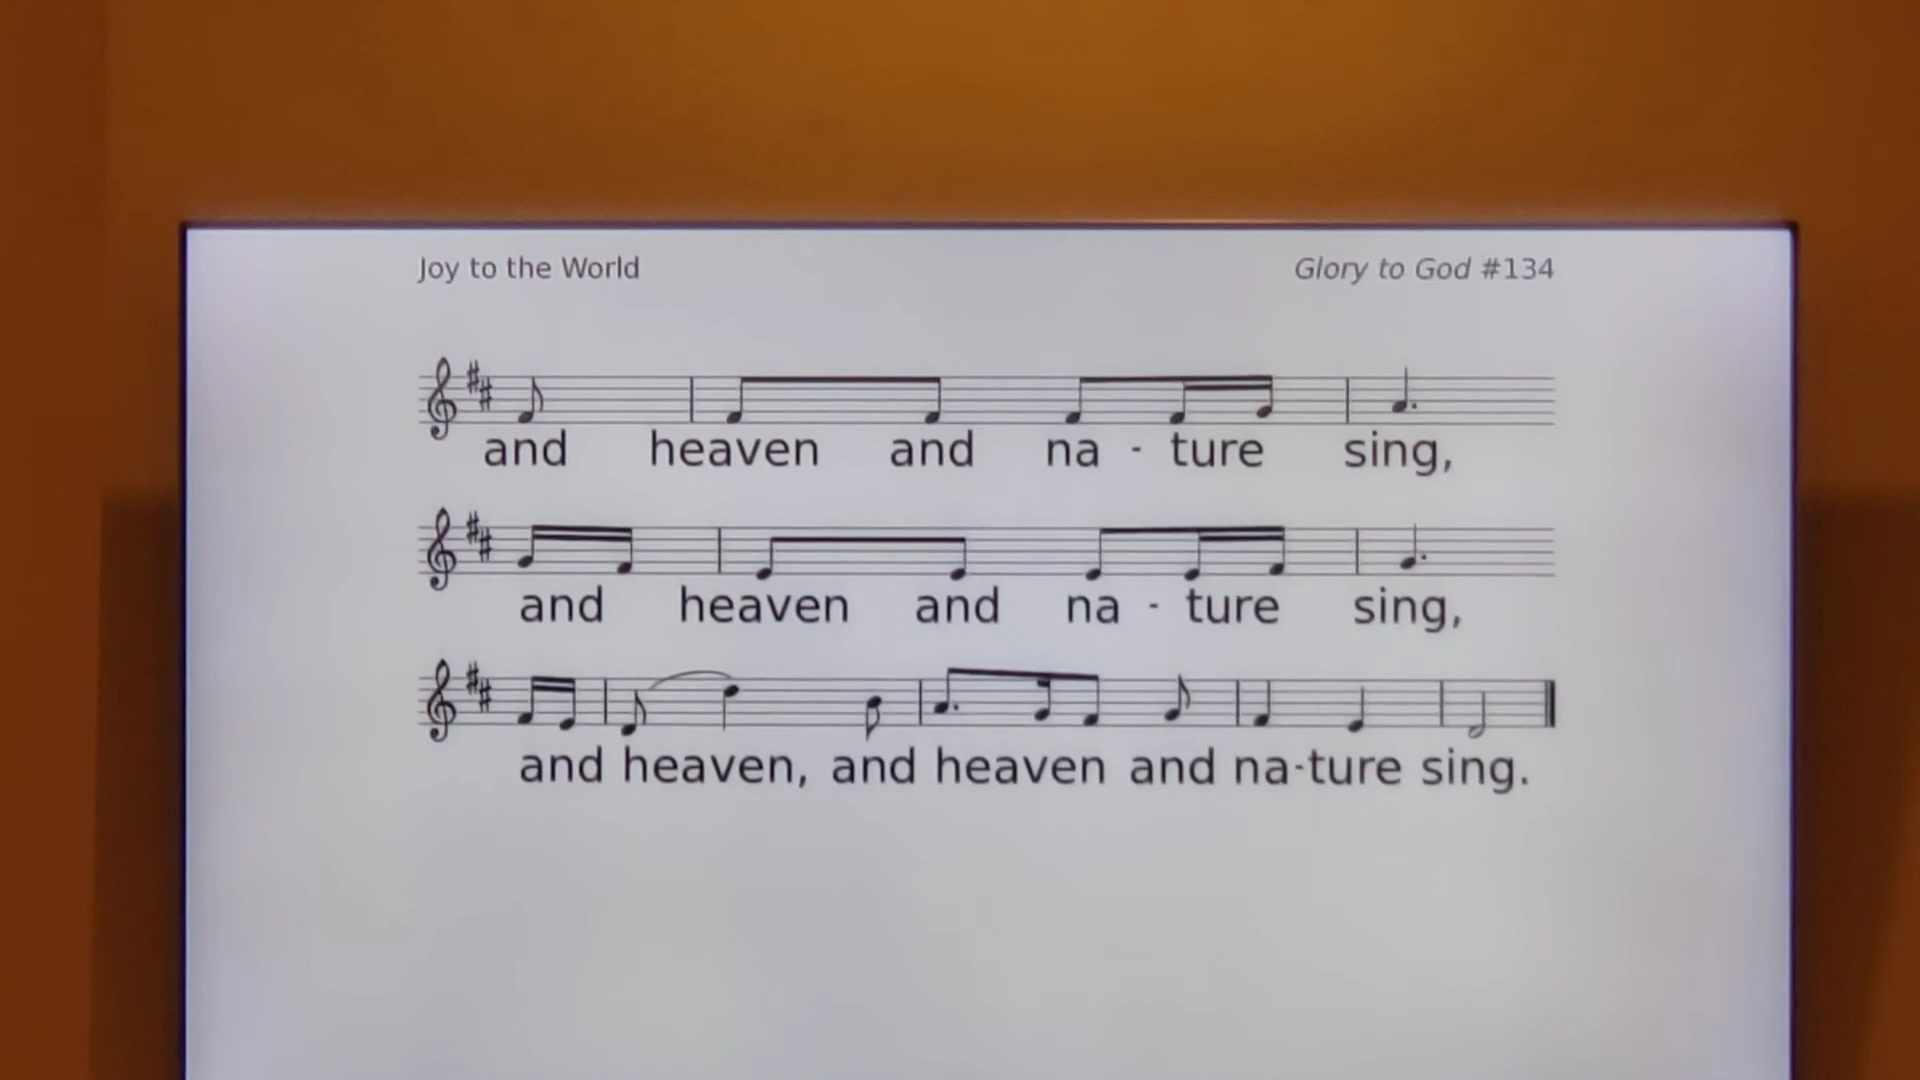 Joy to the World
Glory to God #134
and heaven and na - ture sing,
and heaven and na - ture sing,
and heaven, and heaven and na-ture sing.